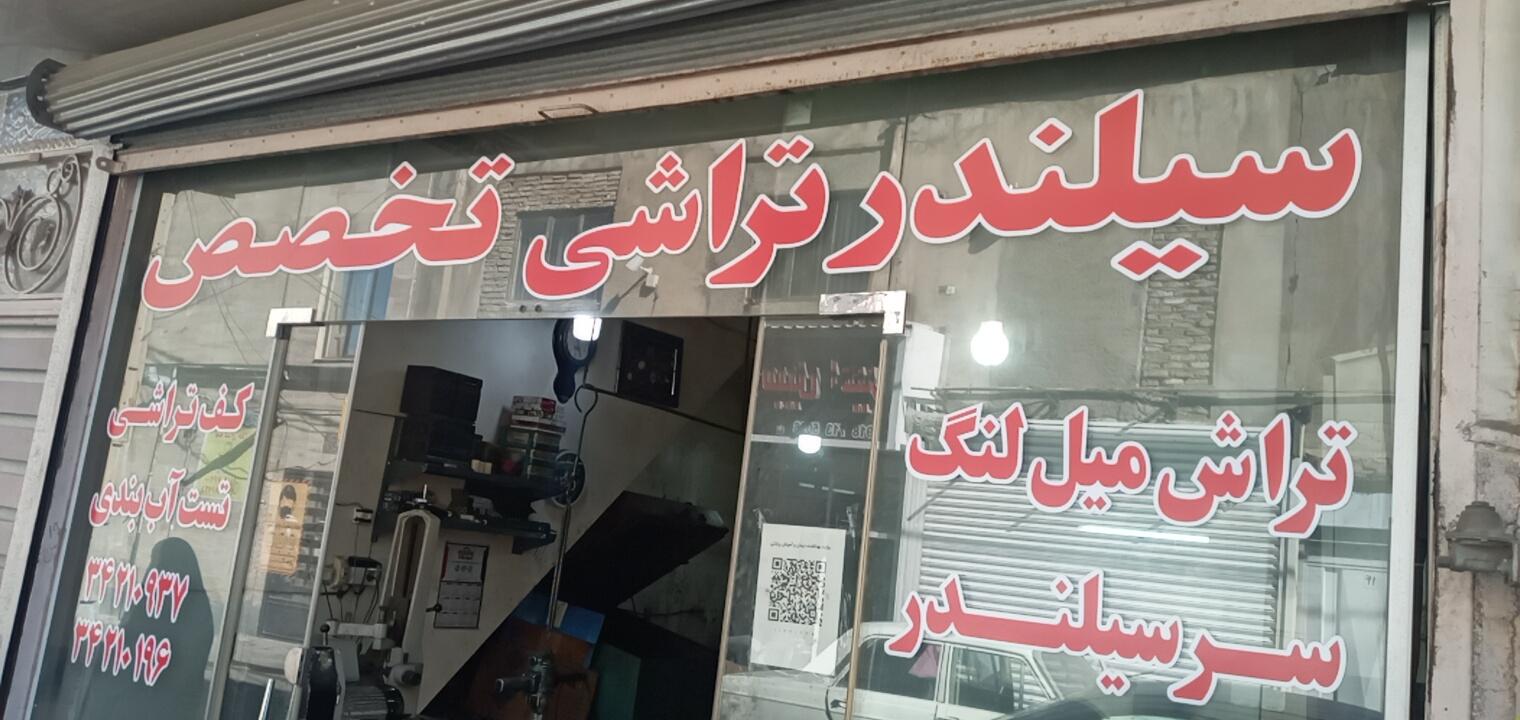 سیلندر تراشی تخصص
تراش میل لنگ
سرسیلندر
کف تراشی
تست آب بندی
۳۴۲۱۰۹۳۷
۳۴۲۱۰۱۹۶